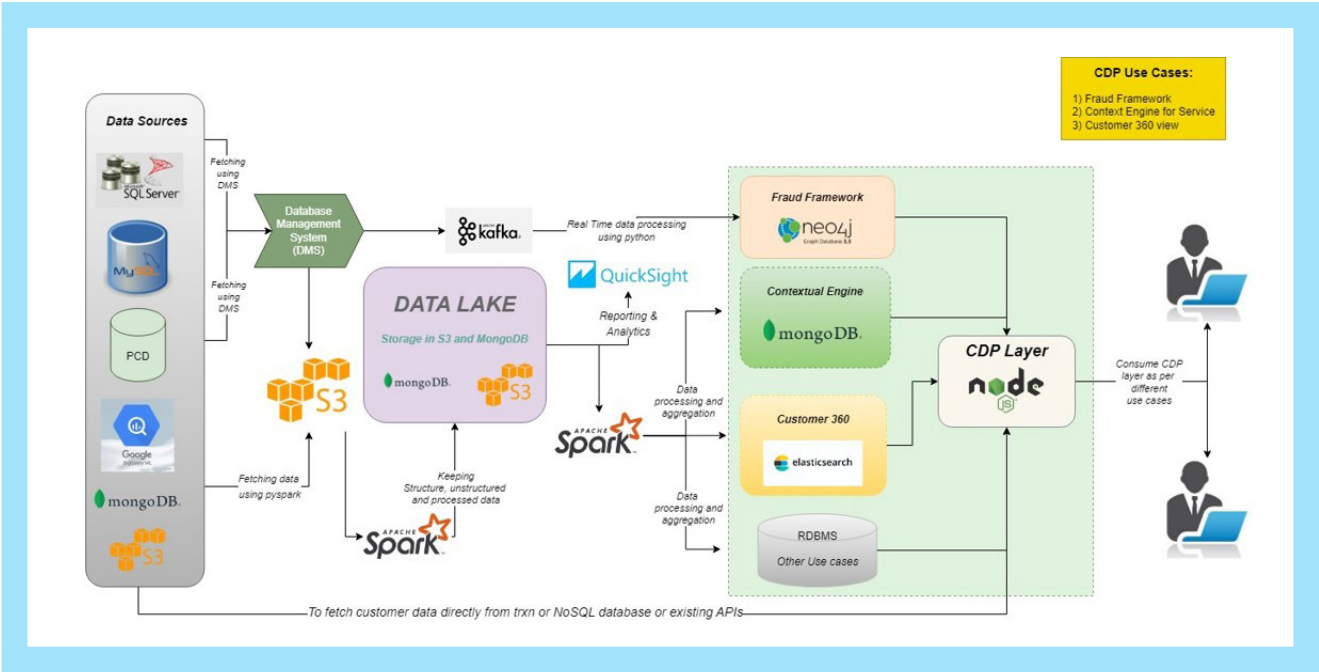 CDP Use Cases:
1) Fraud Framework
2) Context Engine for Service
3) Customer 360 view
Data Sources
SQL Server
MySQL
PCD
Google
mongoDB.
S3
Fetching
using
DMS
Fetching
using
DMS
Fetching data
using pyspark
Database
Management
System
(DMS)
S3
APACHE
Spark
kafka
Real Time data processing
using python
DATA LAKE
Storage in S3 and MongoDB
mongoDB.
S3
Keeping
Structure, unstructured
and processed data
QuickSight
Reporting &
Analytics
APACHE
Spark
Data
processing and
aggregation
Data
processing and
aggregation
Fraud Framework
neo4j
Contextual Engine
mongoDB.
Customer 360
elasticsearch
RDBMS
Other Use cases
CDP Layer
node
JS
Consume CDP
layer as per
different
use cases
To fetch customer data directly from trxn or NoSQL database or existing APIs